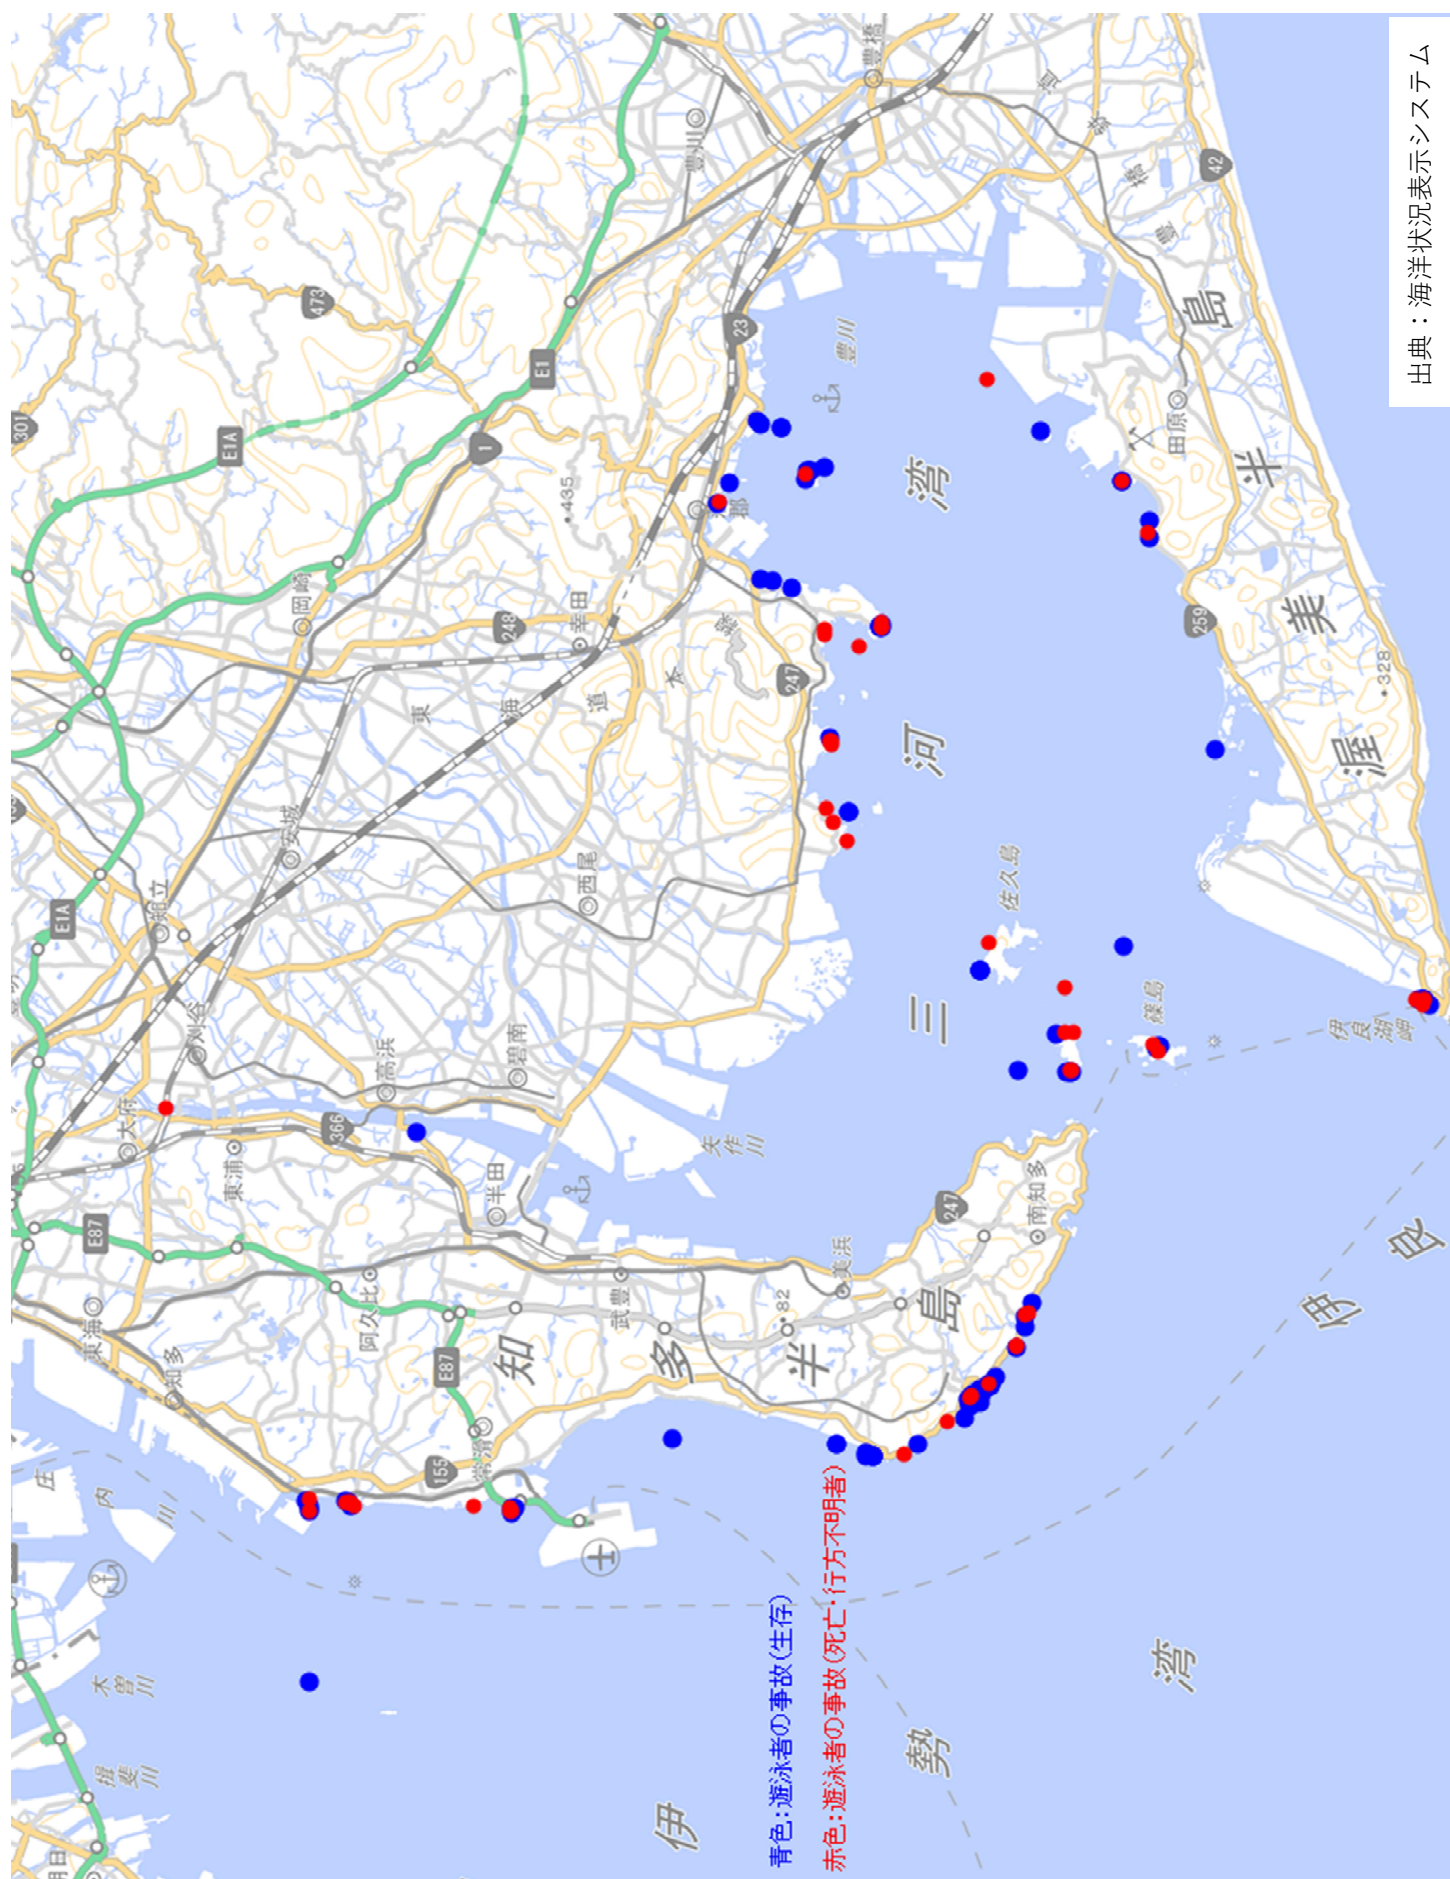 出典：海洋状況表示システム
青色：遊泳者の事故(生存)
赤色：遊泳者の事故(死亡・行方不明者)
木曽川
揖斐川
庄内川
東海
知多
大府
東浦
阿久比
常滑
半田
武豊
美浜
南知多
知多半島
刈谷
知立
高浜
碧南
安城
西尾
岡崎
幸田
豊川
豊橋
田原
東海道本線
矢作川
豊川
佐久島
篠島
伊良湖岬
三河湾
渥美半島
伊勢湾
伊良
E1A
E1A
E1
E87
E87
301
473
1
23
42
248
247
247
259
366
155
435
328
82